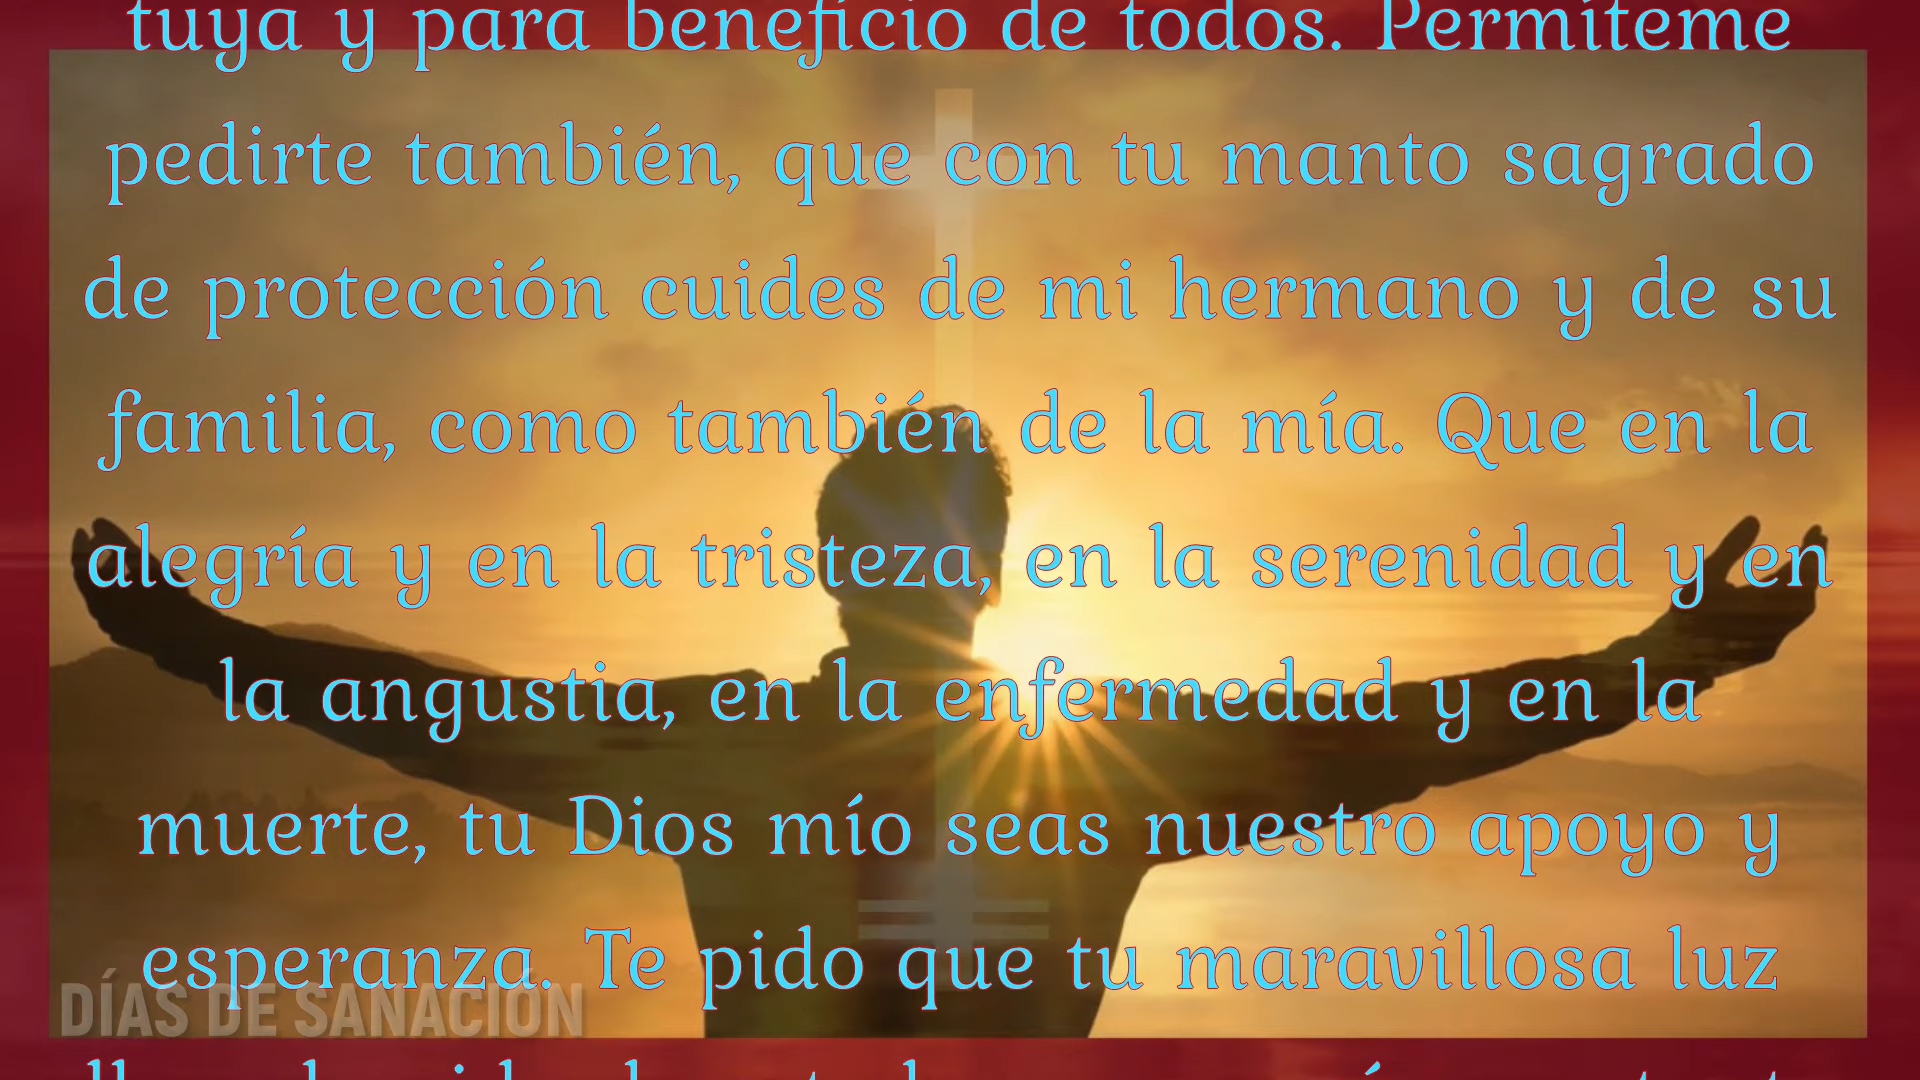 tuya y para beneficio de todos. Permíteme
pedirte también, que con tu manto sagrado
de protección cuides de mi hermano y de su
familia, como también de la mía. Que en la
alegría y en la tristeza, en la serenidad y en
la angustia, en la enfermedad y en la
muerte, tu Dios mío seas nuestro apoyo y
esperanza. Te pido que tu maravillosa luz
DÍAS DE SANACIÓN